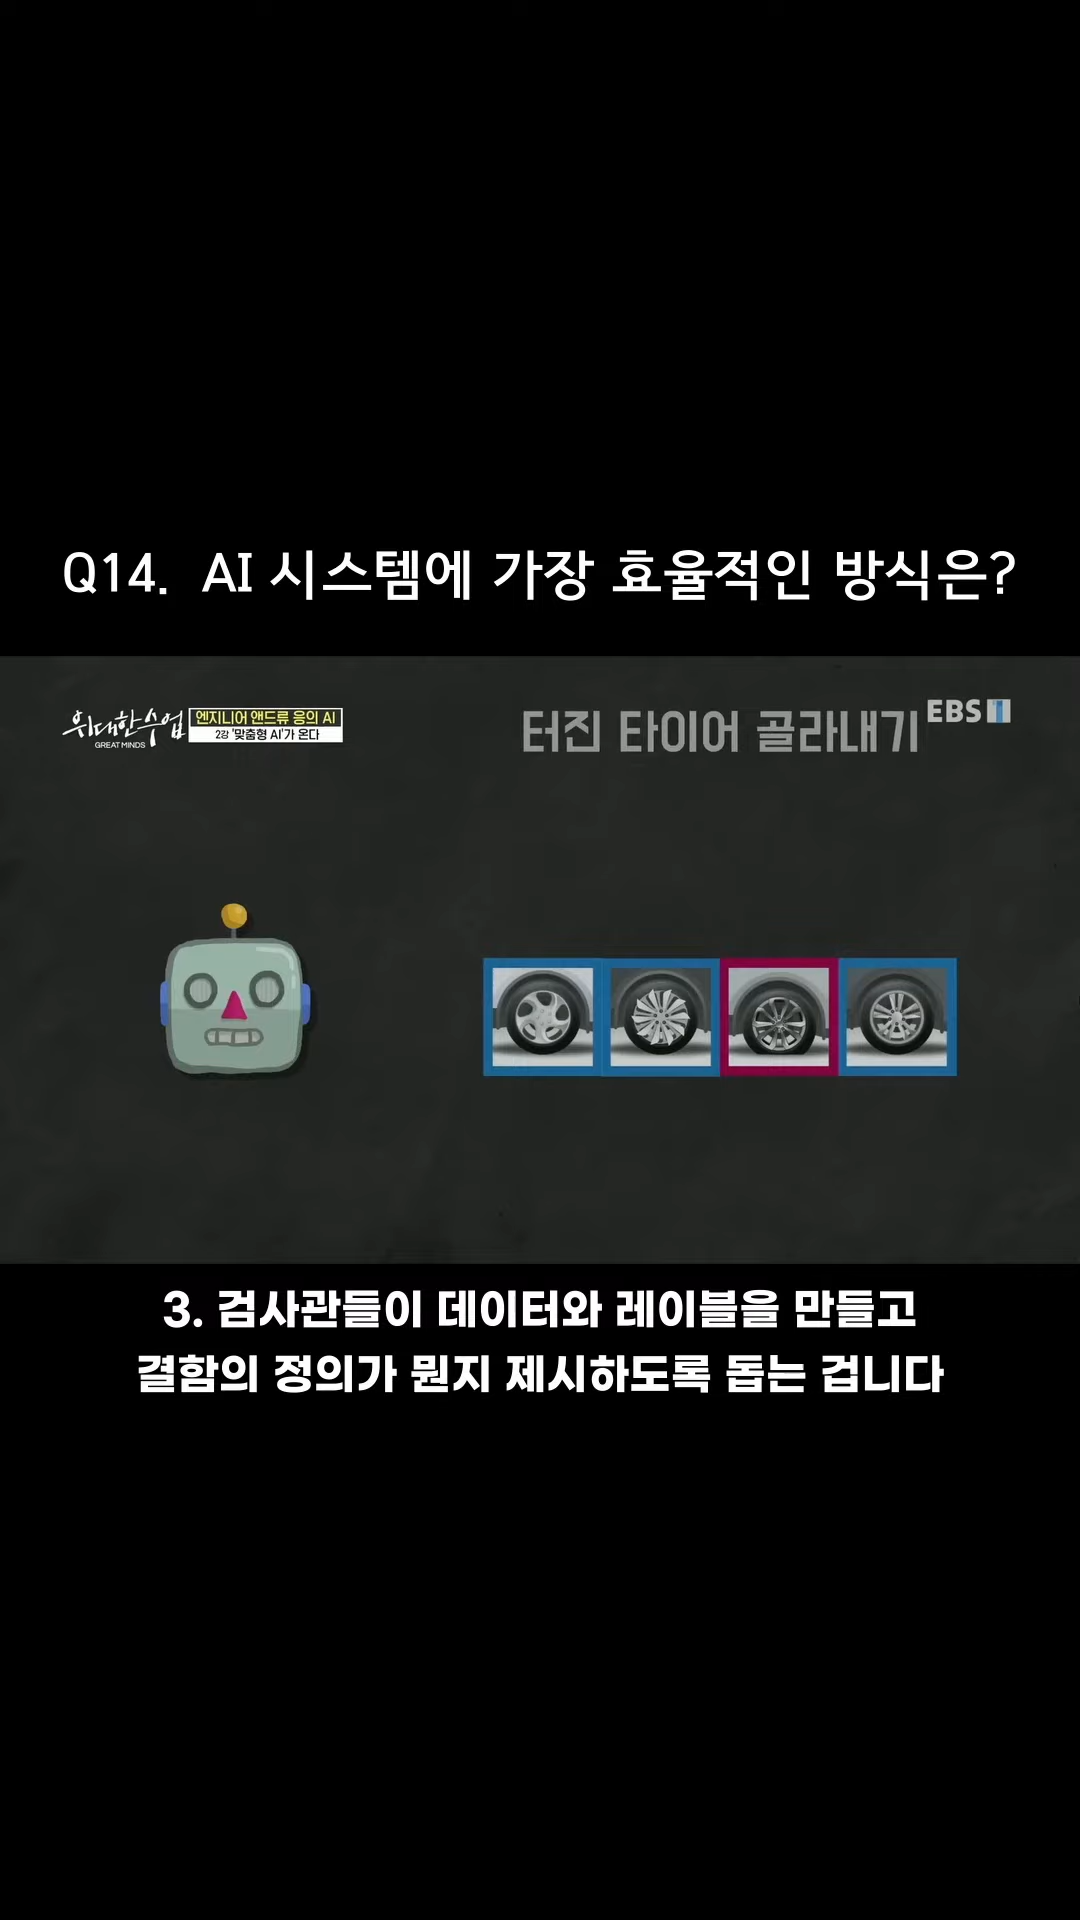 Q14. AI 시스템에 가장 효율적인 방식은?
위대한수업
GREAT MINDS
엔지니어 앤드류 응의 AI
2강 '맞춤형 AI'가 온다
터진 타이어 골라내기
EBS 1
3. 검사관들이 데이터와 레이블을 만들고
결함의 정의가 뭔지 제시하도록 돕는 겁니다